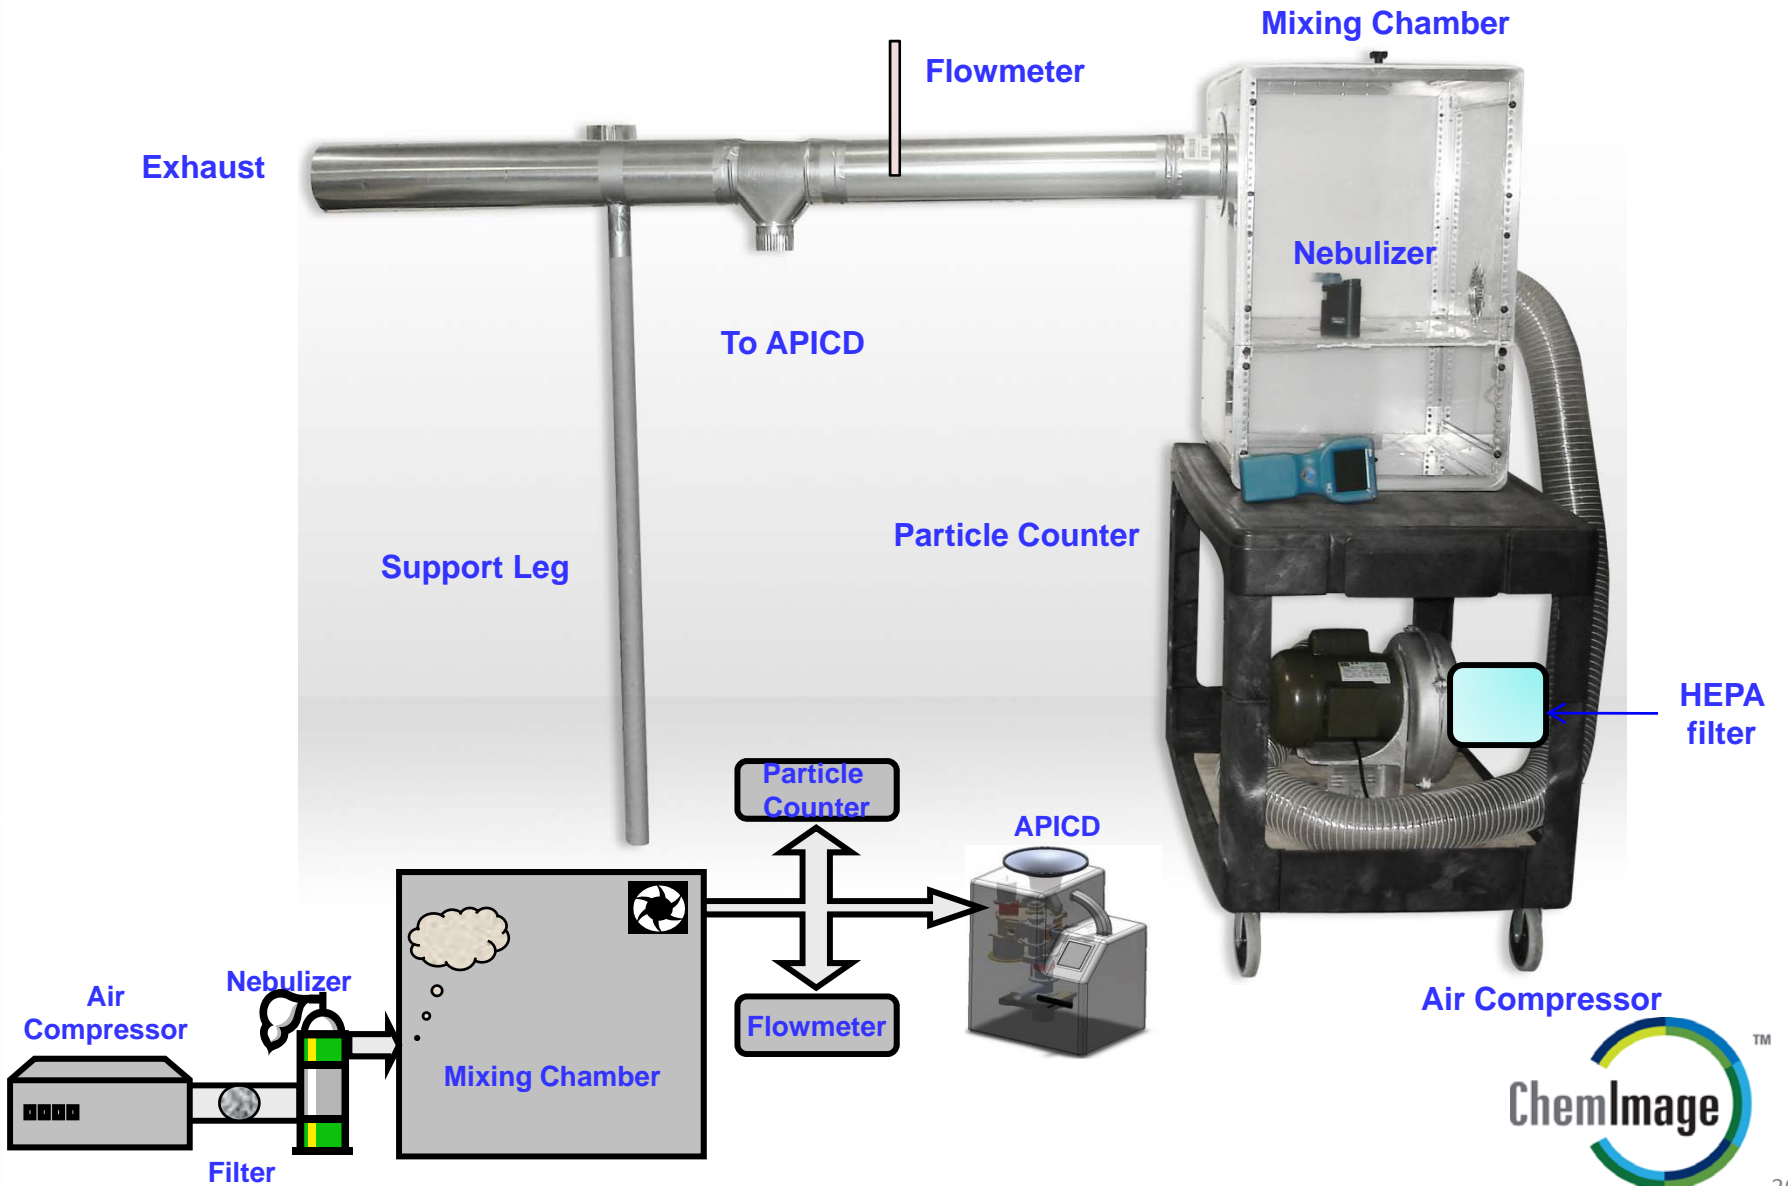 Mixing Chamber
Flowmeter
Exhaust
Nebulizer
To APICD
Particle Counter
Support Leg
HEPA
filter
Particle
Counter
APICD
Nebulizer
Air
Compressor
Flowmeter
Mixing Chamber
Filter
Air Compressor
TM
ChemImage